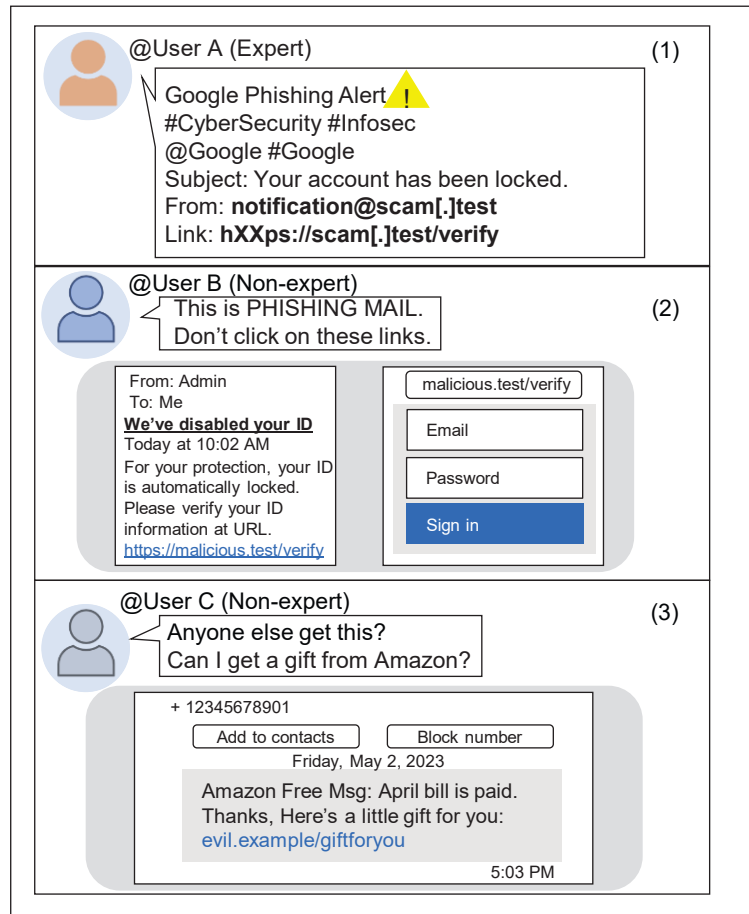 @User A (Expert)
(1)
Google Phishing Alert !
#CyberSecurity #Infosec
@Google #Google
Subject: Your account has been locked.
From: notification@scam[.]test
Link: hXXps://scam[.]test/verify
@User B (Non-expert)
(2)
This is PHISHING MAIL.
Don’t click on these links.
From: Admin
To: Me
We’ve disabled your ID
Today at 10:02 AM
For your protection, your ID
is automatically locked.
Please verify your ID
information at URL.
https://malicious.test/verify
malicious.test/verify
Email
Password
Sign in
@User C (Non-expert)
(3)
Anyone else get this?
Can I get a gift from Amazon?
+ 12345678901
Add to contacts
Block number
Friday, May 2, 2023
Amazon Free Msg: April bill is paid.
Thanks, Here’s a little gift for you:
evil.example/giftforyou
5:03 PM